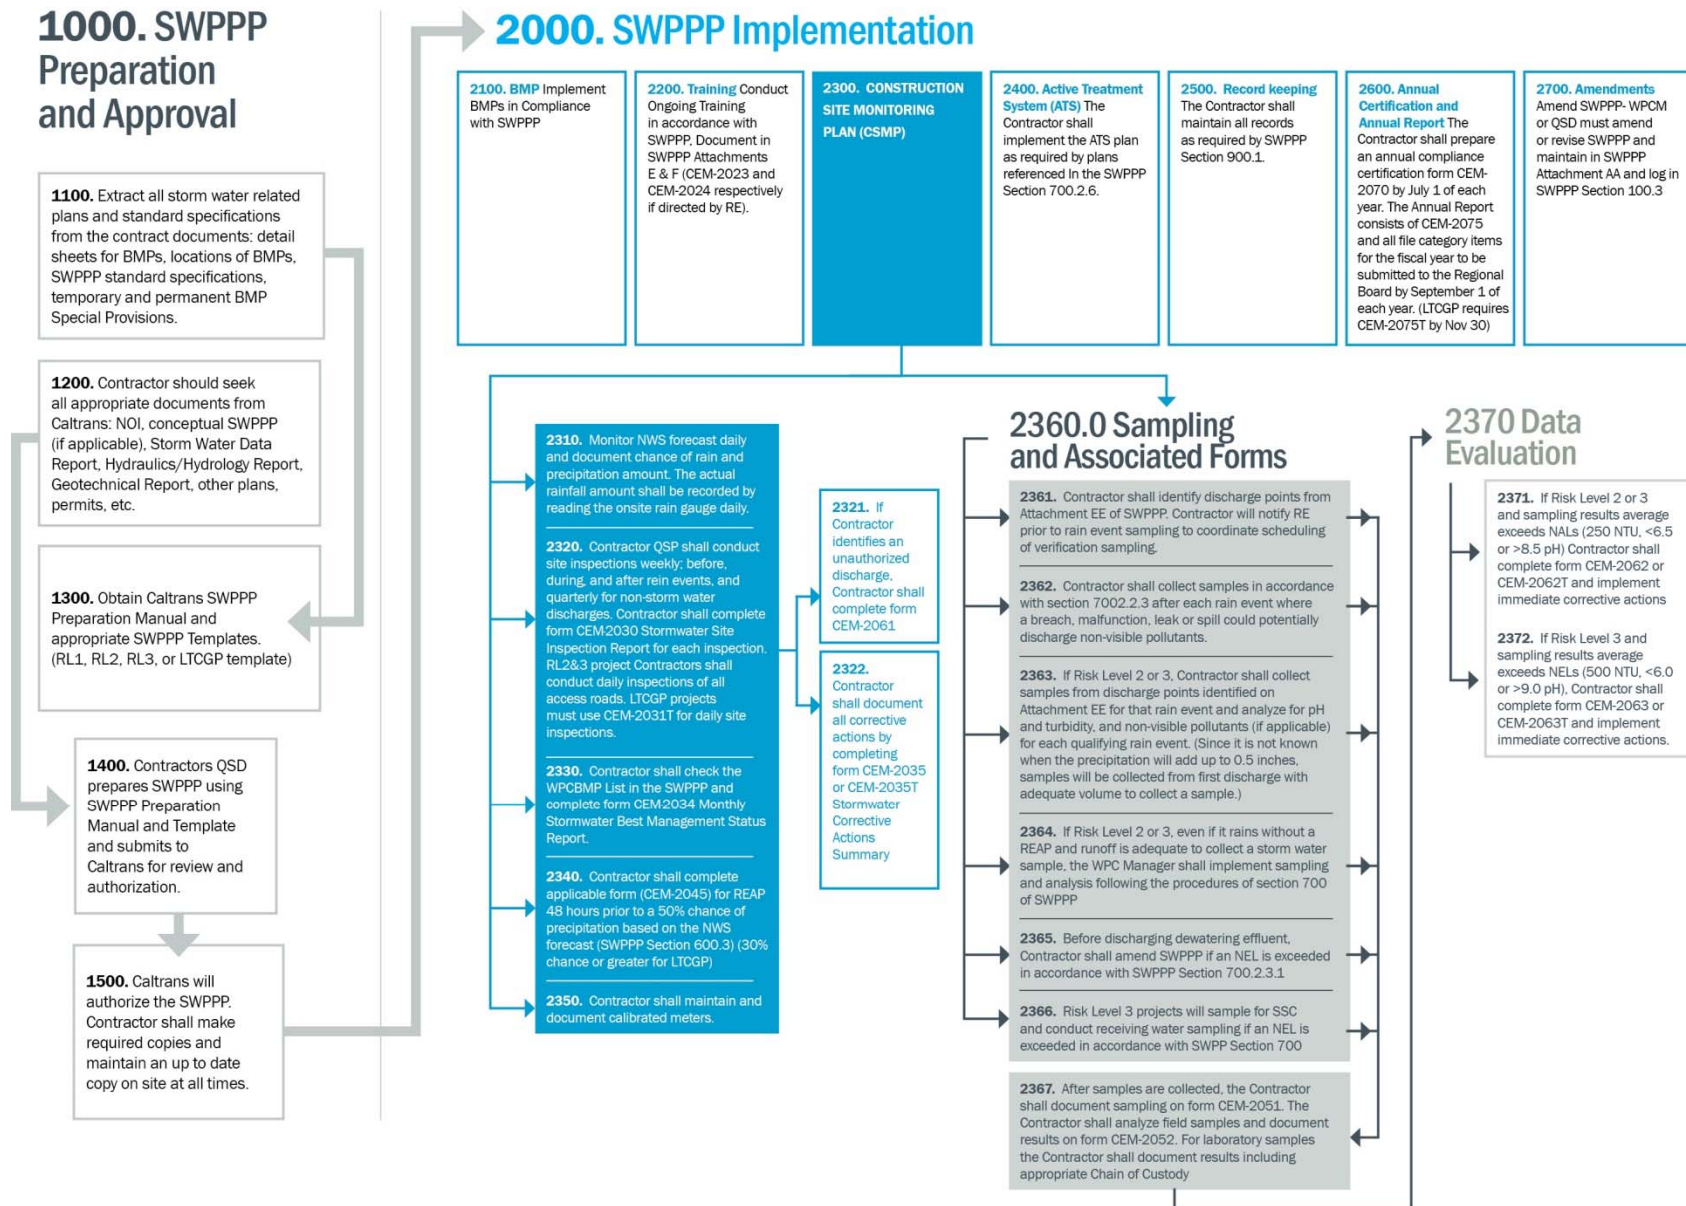 1000. SWPPP
Preparation
and Approval
1100. Extract all storm water related
plans and standard specifications
from the contract documents: detail
sheets for BMPs, locations of BMPs,
SWPPP standard specifications,
temporary and permanent BMP
Special Provisions.
1200. Contractor should seek
all appropriate documents from
Caltrans: NOI, conceptual SWPPP
(if applicable), Storm Water Data
Report, Hydraulics/Hydrology Report,
Geotechnical Report, other plans,
permits, etc.
1300. Obtain Caltrans SWPPP
Preparation Manual and
appropriate SWPPP Templates.
(RL1, RL2, RL3, or LTCGP template)
1400. Contractors QSD
prepares SWPPP using
SWPPP Preparation
Manual and Template
and submits to
Caltrans for review and
authorization.
1500. Caltrans will
authorize the SWPPP.
Contractor shall make
required copies and
maintain an up to date
copy on site at all times.
2000. SWPPP Implementation
2100. BMP Implement
BMPs in Compliance
with SWPPP
2200. Training Conduct
Ongoing Training
in accordance with
SWPPP, Document in
SWPPP Attachments
E & F (CEM-2023 and
CEM-2024 respectively
if directed by RE).
2300. CONSTRUCTION
SITE MONITORING
PLAN (CSMP)
2400. Active Treatment
System (ATS) The
Contractor shall
implement the ATS plan
as required by plans
referenced In the SWPPP
Section 700.2.6.
2500. Record keeping
The Contractor shall
maintain all records
as required by SWPPP
Section 900.1.
2600. Annual
Certification and
Annual Report The
Contractor shall prepare
an annual compliance
certification form CEM-
2070 by July 1 of each
year. The Annual Report
consists of CEM-2075
and all file category items
for the fiscal year to be
submitted to the Regional
Board by September 1 of
each year. (LTCGP requires
CEM-2075T by Nov 30)
2700. Amendments
Amend SWPPP- WPCM
or QSD must amend
or revise SWPPP and
maintain in SWPPP
Attachment AA and log in
SWPPP Section 100.3
2310. Monitor NWS forecast daily
and document chance of rain and
precipitation amount. The actual
rainfall amount shall be recorded by
reading the onsite rain gauge daily.
2320. Contractor QSP shall conduct
site inspections weekly; before,
during, and after rein events, and
quarterly for non-storm water
discharges. Contractor shall complete
form CEM-2030 Stormwater Site
Inspection Report for each inspection.
RL2&3 project Contractors shall
conduct daily inspections of all
access roads. LTCGP projects
must use CEM-2031T for daily site
inspections.
2330. Contractors shall check the
WPCBMP List in the SWPPP and
complete form CEM-2034 Monthly
Stormwater Best Management Status
Report.
2340. Contractor shall complete
applicable form (CEM-2045) for REAP
48 hours prior to a 50% chance of
precipitation based on the NWS
forecast (SWPPP Section 600.3) (30%
chance or greater for LTCGP)
2350. Contractor shall maintain and
document calibrated meters.
2321. If
Contractor
identifies an
unauthorized
discharge,
Contractor shall
complete form
CEM-2061
2322.
Contractor
shall document
all corrective
actions by
completing
form CEM-2035
or CEM-2035T
Stormwater
Corrective
Actions
Summary
2360.0 Sampling
and Associated Forms
2361. Contractor shall identify discharge points from
Attachment EE of SWPPP. Contractor will notify RE
prior to rain event sampling to coordinate scheduling
of verification sampling.
2362. Contractor shall collect samples in accordance
with section 7002.2.3 after each rain event where
a breach, malfunction, leak or spill could potentially
discharge non-visible pollutants.
2363. If Risk Level 2 or 3, Contractor shall collect
samples from discharge points identified on
Attachment EE for that rain event and analyze for pH
and turbidity, and non-visible pollutants (if applicable)
for each qualifying rain event. (Since it is not known
when the precipitation will add up to 0.5 inches,
samples will be collected from first discharge with
adequate volume to collect a sample.)
2364. If Risk Level 2 or 3, even if it rains without a
REAP and runoff is adequate to collect a storm water
sample, the WPC Manager shall implement sampling
and analysis following the procedures of section 700
of SWPPP
2365. Before discharging dewatering effluent,
Contractor shall amend SWPPP if an NEL is exceeded
in accordance with SWPPP Section 700.2.3.1
2366. Risk Level 3 projects will sample for SSC
and conduct receiving water sampling if an NEL is
exceeded in accordance with SWPP Section 700
2367. After samples are collected, the Contractor
shall document sampling on form CEM-2051. The
Contractor shall analyze field samples and document
results on form CEM-2052. For laboratory samples
the Contractor shall document results including
appropriate Chain of Custody
2370 Data
Evaluation
2371. If Risk Level 2 or 3
and sampling results average
exceeds NALs (250 NTU, <6.5
or >8.5 pH) Contractor shall
complete form CEM-2062 or
CEM-2062T and implement
immediate corrective actions
2372. If Risk Level 3 and
sampling results average
exceeds NELs (500 NTU, <6.0
or >9.0 pH), Contractor shall
complete form CEM-2063 or
CEM-2063T and implement
immediate corrective actions.